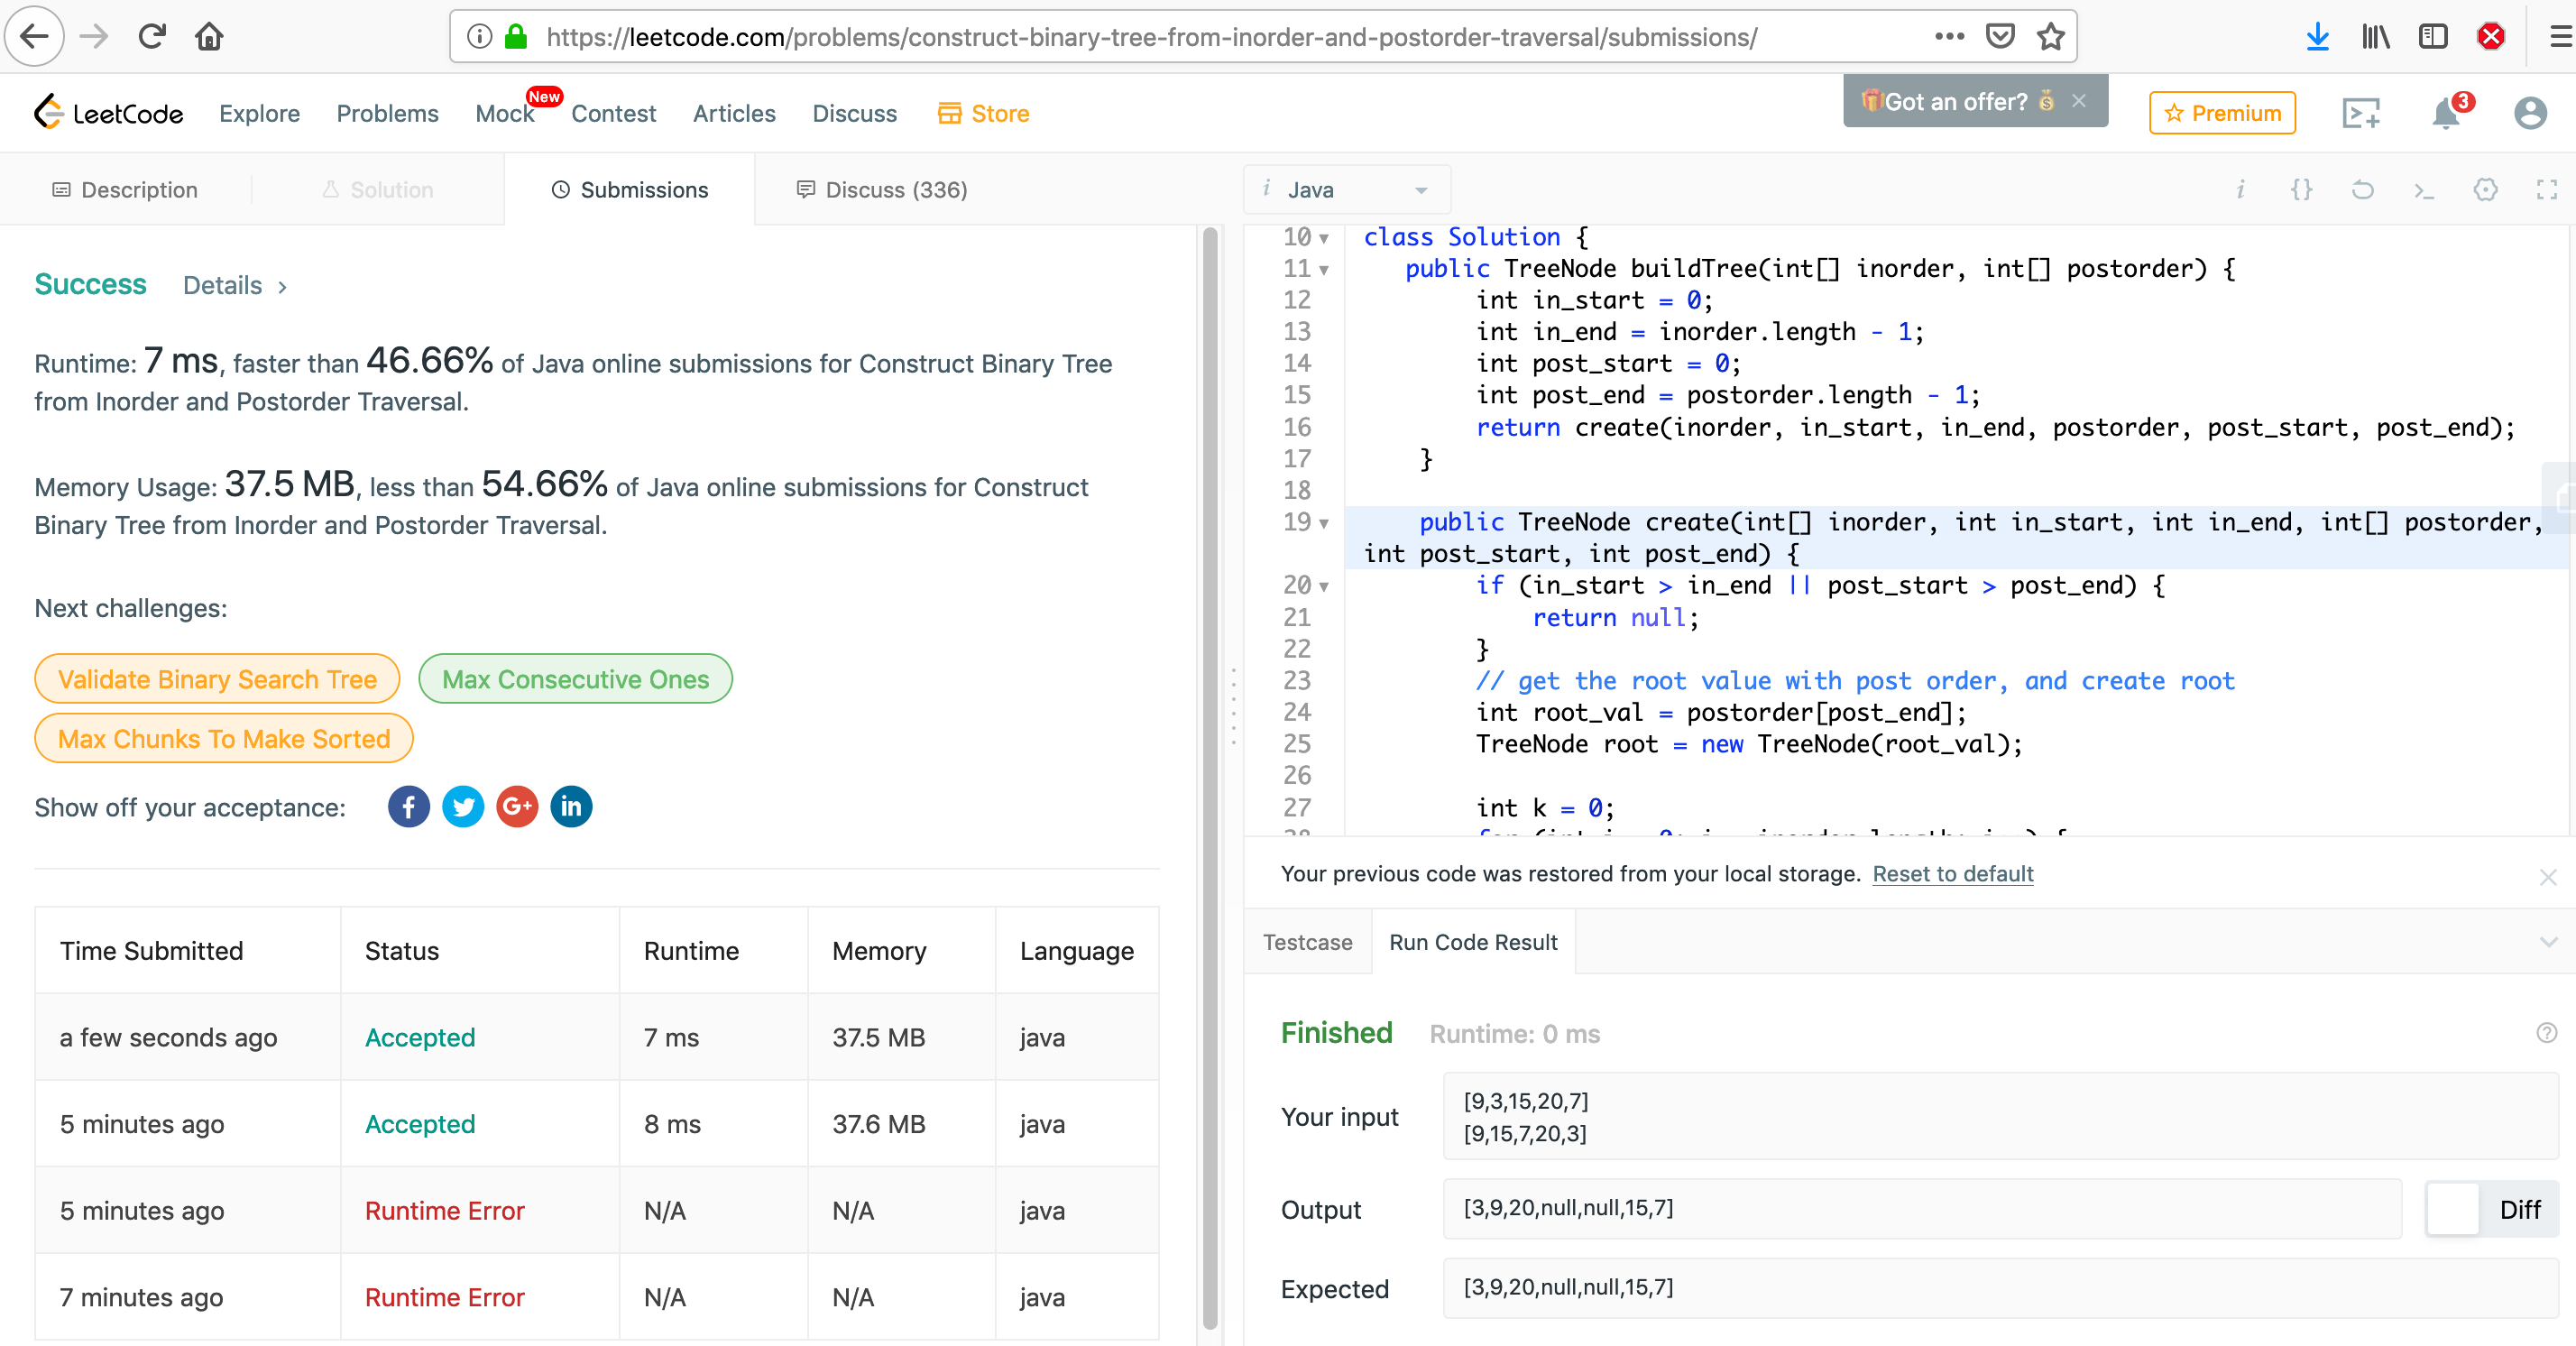 https://leetcode.com/problems/construct-binary-tree-from-inorder-and-postorder-traversal/submissions/
LeetCode
Explore
Problems
Mock
New
Contest
Articles
Discuss
Store
Got an offer?
Premium
3
Description
Solution
Submissions
Discuss (336)
Success
Details
Runtime: 7 ms, faster than 46.66% of Java online submissions for Construct Binary Tree
from Inorder and Postorder Traversal.
Memory Usage: 37.5 MB, less than 54.66% of Java online submissions for Construct
Binary Tree from Inorder and Postorder Traversal.
Next challenges:
Validate Binary Search Tree
Max Consecutive Ones
Max Chunks To Make Sorted
Show off your acceptance:
Time Submitted Status Runtime Memory Language
a few seconds ago Accepted 7 ms 37.5 MB java
5 minutes ago Accepted 8 ms 37.6 MB java
5 minutes ago Runtime Error N/A N/A java
7 minutes ago Runtime Error N/A N/A java
i Java
10 class Solution {
11 public TreeNode buildTree(int[] inorder, int[] postorder) {
12 int in_start = 0;
13 int in_end = inorder.length - 1;
14 int post_start = 0;
15 int post_end = postorder.length - 1;
16 return create(inorder, in_start, in_end, postorder, post_start, post_end);
17 }
18
19 public TreeNode create(int[] inorder, int in_start, int in_end, int[] postorder,
int post_start, int post_end) {
20 if (in_start > in_end || post_start > post_end) {
21 return null;
22 }
23 // get the root value with post order, and create root
24 int root_val = postorder[post_end];
25 TreeNode root = new TreeNode(root_val);
26
27 int k = 0;
Your previous code was restored from your local storage. Reset to default
Testcase
Run Code Result
Finished
Runtime: 0 ms
Your input
[9,3,15,20,7]
[9,15,7,20,3]
Output
[3,9,20,null,null,15,7]
Diff
Expected
[3,9,20,null,null,15,7]